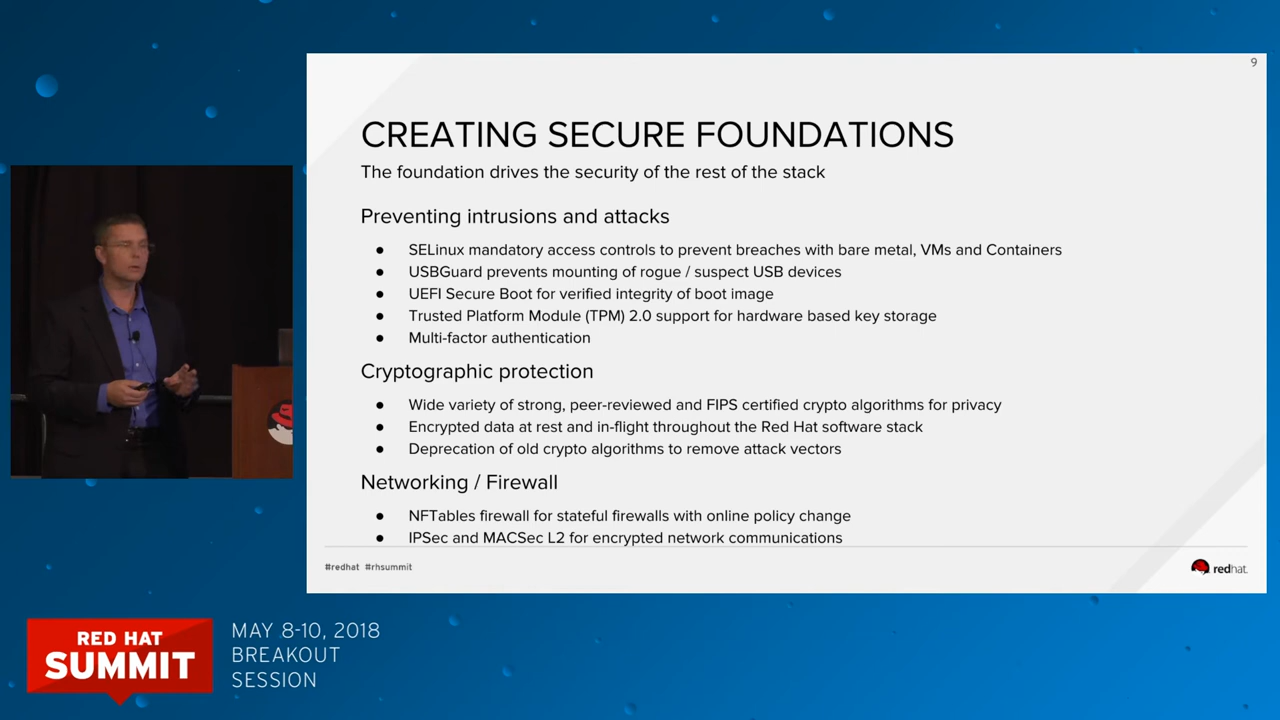 9
CREATING SECURE FOUNDATIONS
The foundation drives the security of the rest of the stack
Preventing intrusions and attacks
● SELinux mandatory access controls to prevent breaches with bare metal, VMs and Containers
● USBGuard prevents mounting of rogue / suspect USB devices
● UEFI Secure Boot for verified integrity of boot image
● Trusted Platform Module (TPM) 2.0 support for hardware based key storage
● Multi-factor authentication
Cryptographic protection
● Wide variety of strong, peer-reviewed and FIPS certified crypto algorithms for privacy
● Encrypted data at rest and in-flight throughout the Red Hat software stack
● Deprecation of old crypto algorithms to remove attack vectors
Networking / Firewall
● NFTables firewall for stateful firewalls with online policy change
● IPSec and MACSec L2 for encrypted network communications
#redhat #rhsummit
redhat.
RED HAT
SUMMIT
MAY 8-10, 2018
BREAKOUT
SESSION